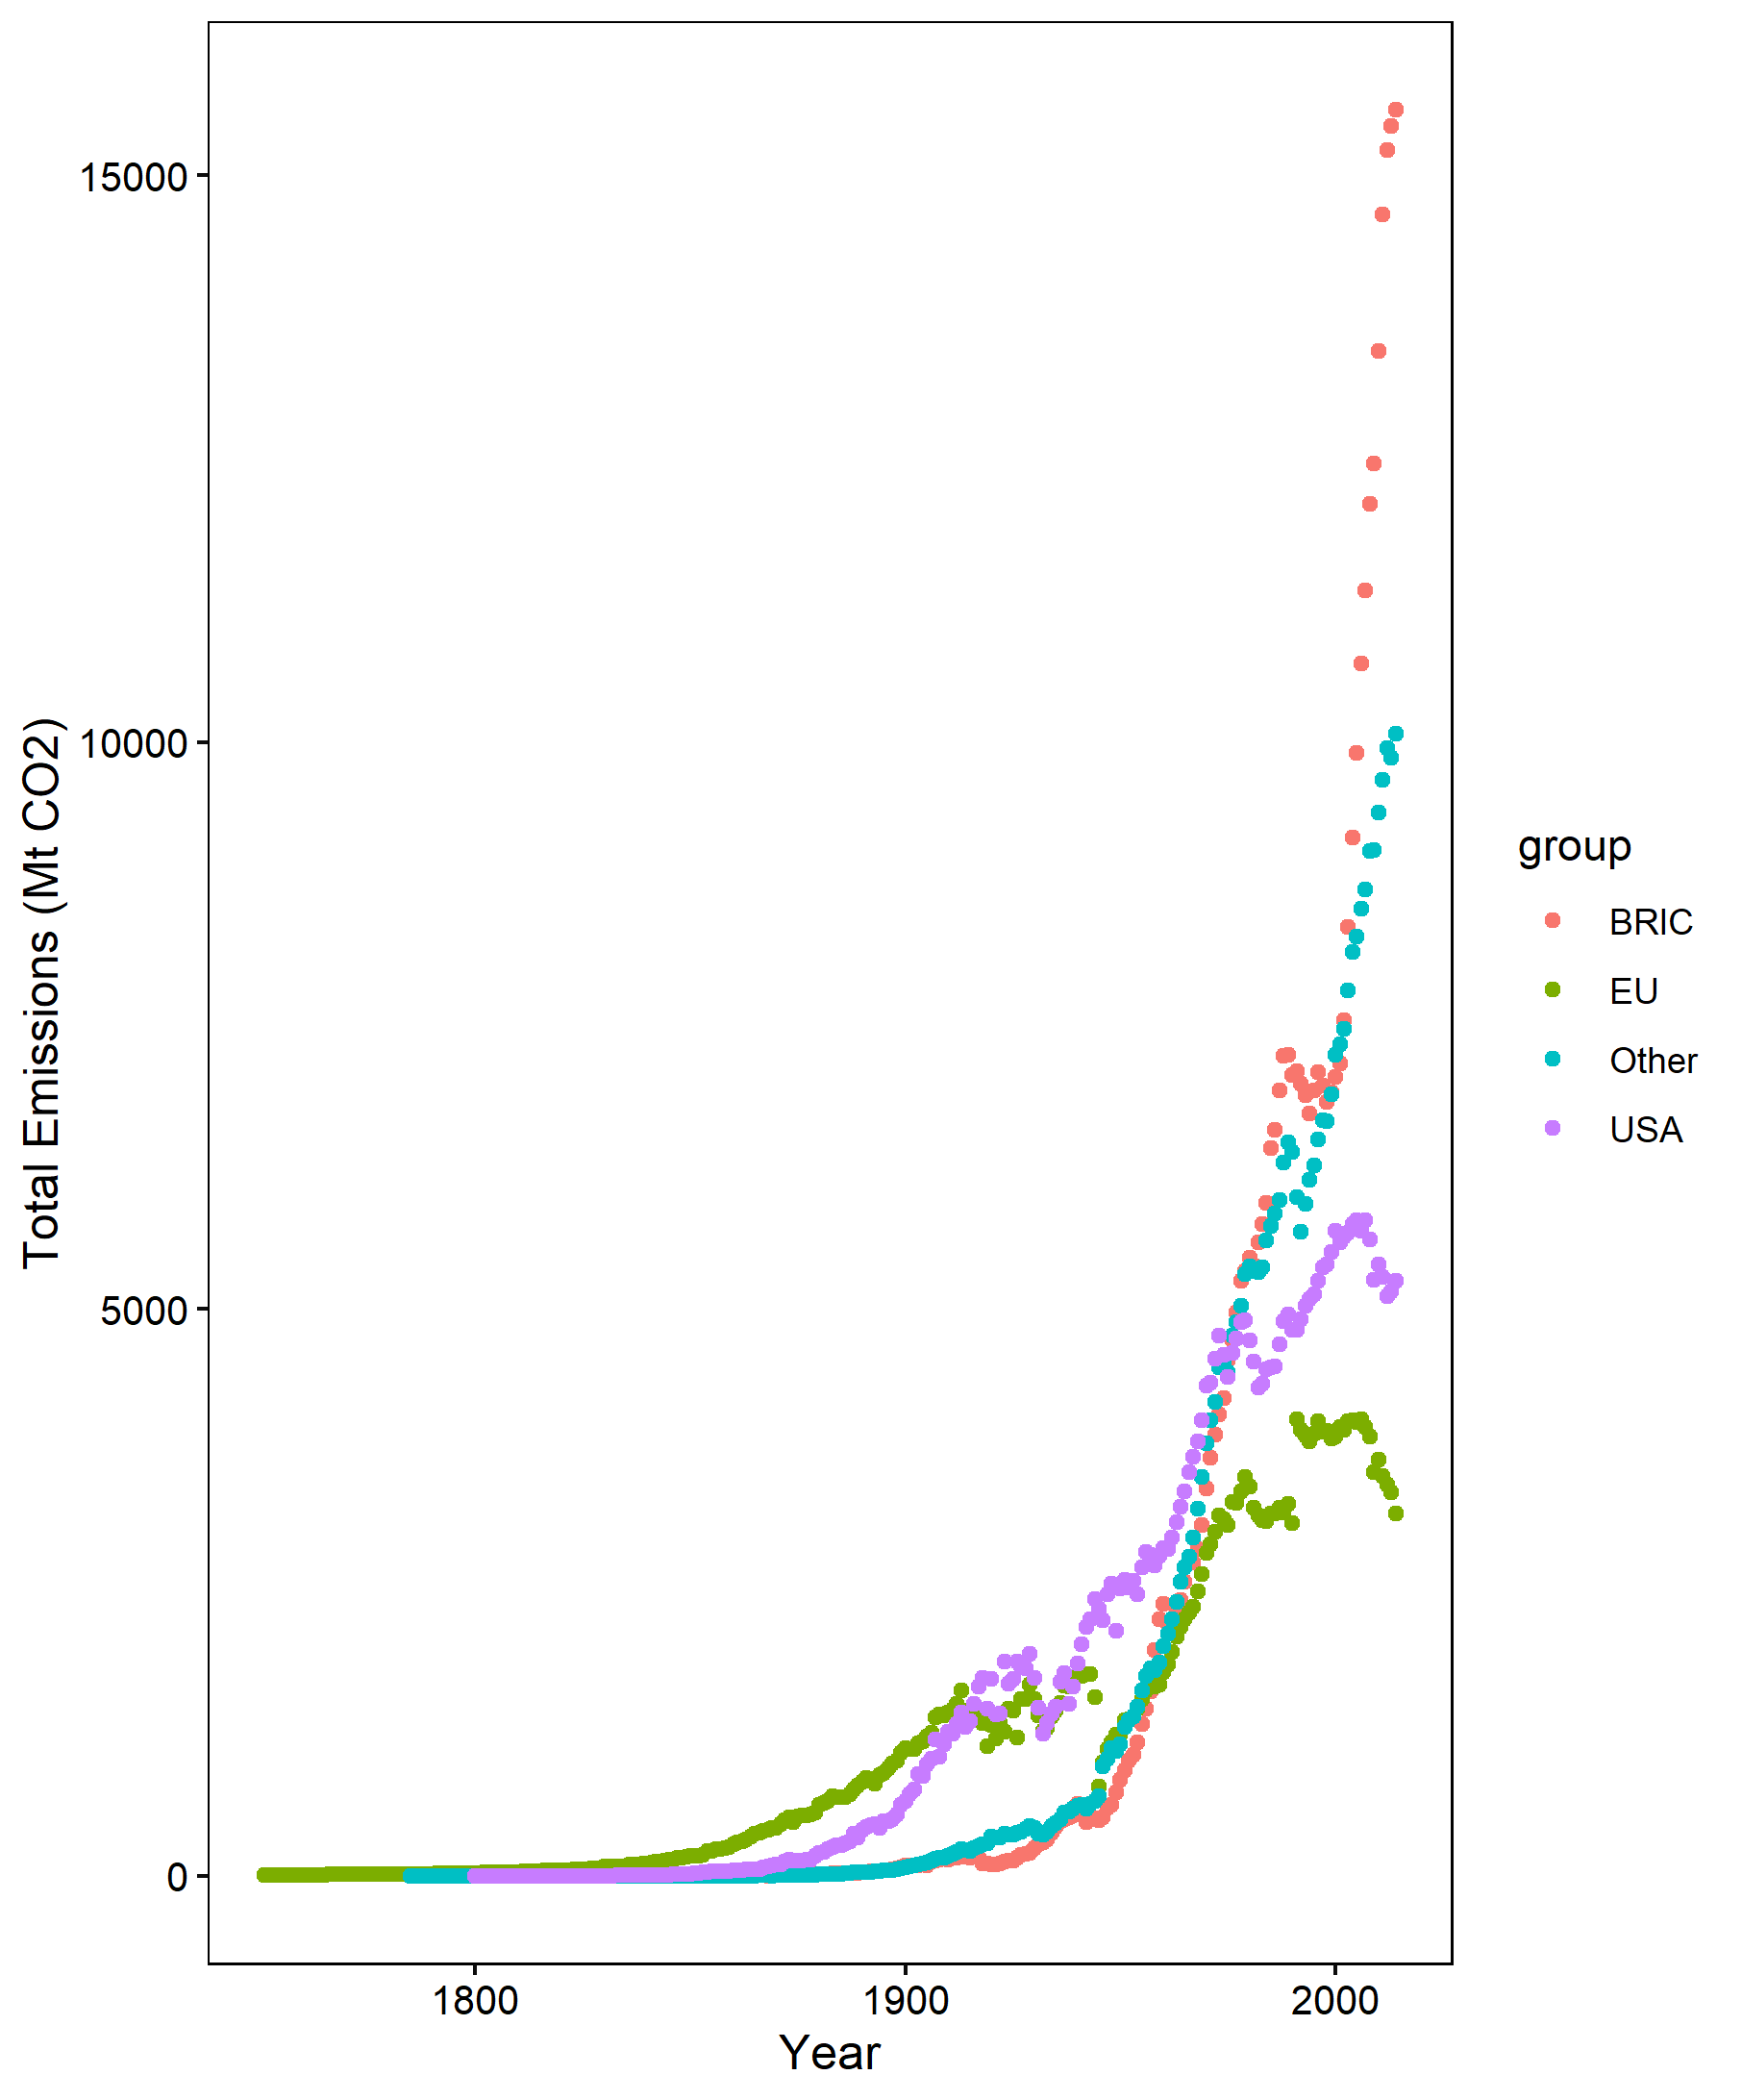 15000
10000
5000
0
Total Emissions (Mt CO2)
1800
1900
2000
Year
group
BRIC
EU
Other
USA